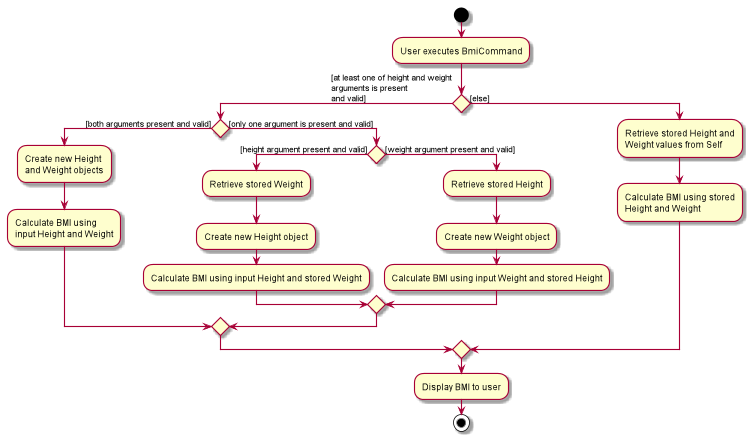 User executes BmiCommand
[at least one of height and weight
arguments is present
and valid]
[else]
[both arguments present and valid]
[only one argument is present and valid]
Create new Height
and Weight objects
Calculate BMI using
input Height and Weight
[height argument present and valid]
[weight argument present and valid]
Retrieve stored Weight
Create new Height object
Calculate BMI using input Height and stored Weight
Retrieve stored Height
Create new Weight object
Calculate BMI using input Weight and stored Height
Retrieve stored Height and
Weight values from Self
Calculate BMI using stored
Height and Weight
Display BMI to user